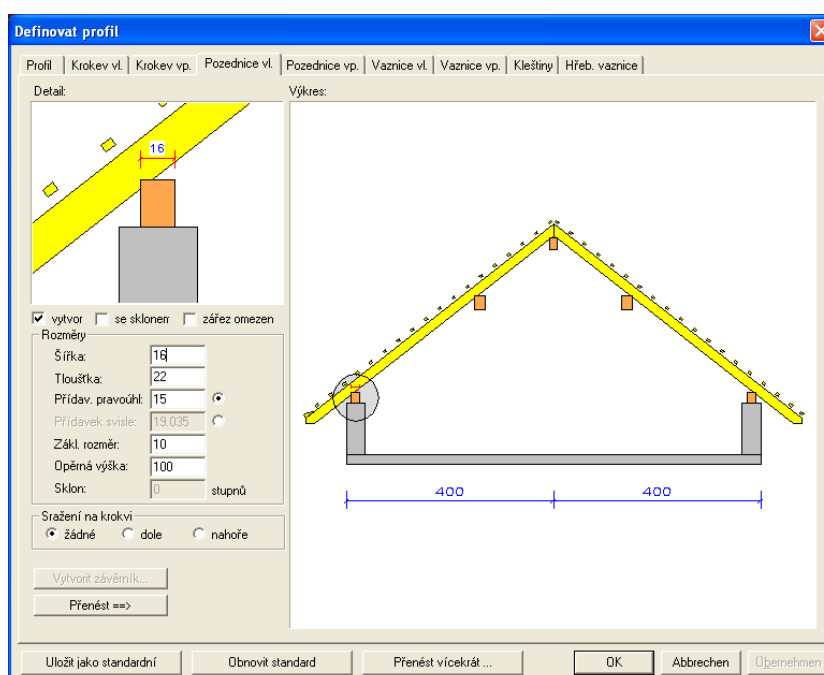 Definovat profil
Profil Krokev vl. Krokev vp. Pozednice vl. Pozednice vp. Vaznice vl. Vaznice vp. Kleštiny Hřeb. vaznice
Detail: Výkres:
16
vytvor se sklonem zářez omezen
Rozměry
Šířka: 16
Tloušťka: 22
Přídav. pravoúhl: 15
Přídavek svisle: 19.035
Zákl. rozměr: 10
Opěrná výška: 100
Sklon: 0 stupnů
400 400
Sražení na krokvi
žádné dole nahoře
Vytvorit závěrník...
Přenést ==>
Uložit jako standardní Obnovit standard Přenést vícekrát ... OK Abbrechen Übernehmen